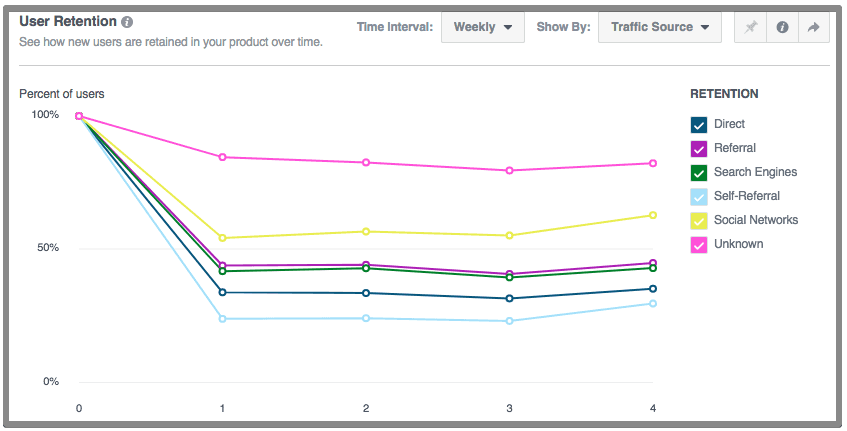 User Retention
Time Interval: Weekly Show By: Traffic Source
See how new users are retained in your product over time.
Percent of users
RETENTION
100%
50%
0%
Direct
Referral
Search Engines
Self-Referral
Social Networks
Unknown
0 1 2 3 4